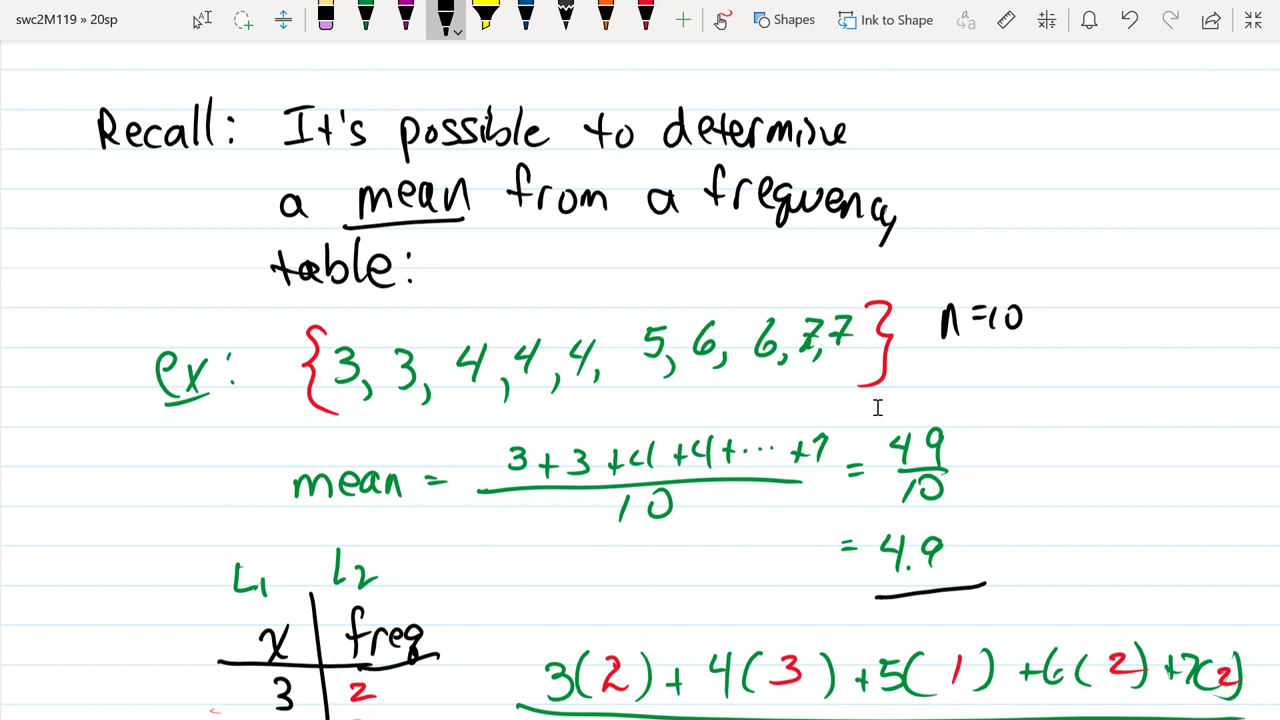 swc2M119 » 20sp
Shapes
Ink to Shape
Recall: It's possible to determine
a mean from a frequency
table:
ex: {3, 3, 4, 4, 4, 5, 6, 6, 7, 7} n=10
mean = 3+3+4+4+...+7 / 10 = 49/10
= 4.9
L1 L2
x freq
3 2
3(2) + 4(3) + 5(1) + 6(2) + 7(2)